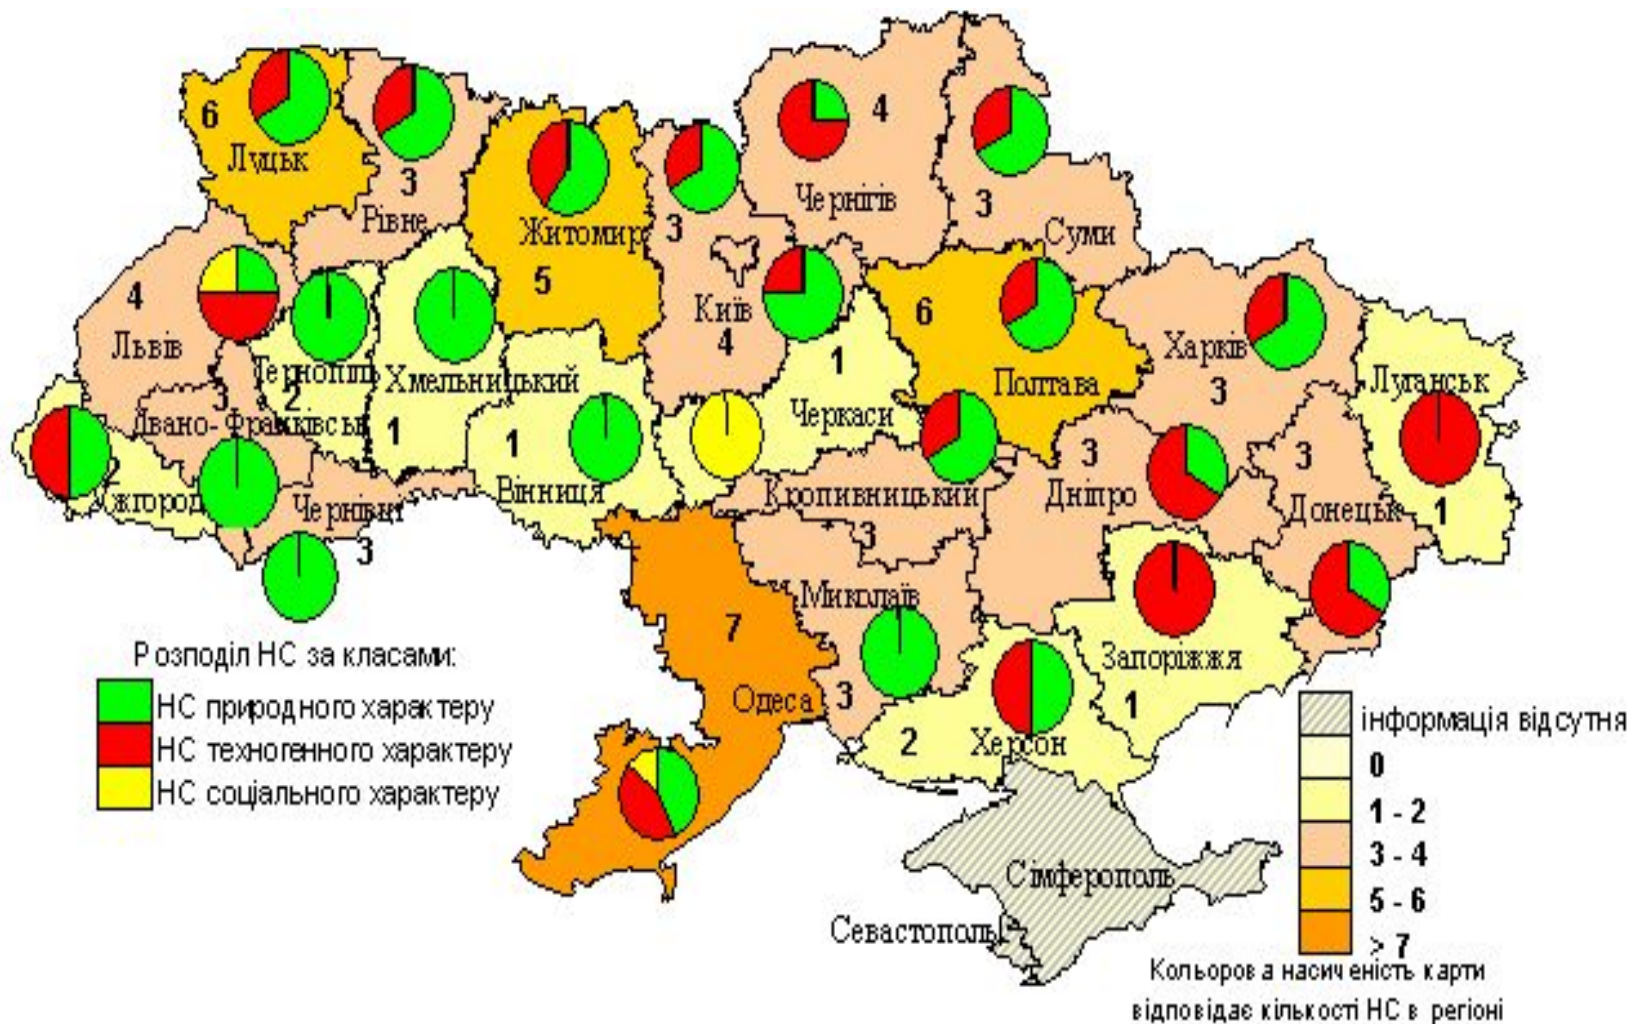 6
Луцьк
3
Рівне
Житомир
5
3
4
Чернігів
3
Суми
4
Львів
Київ
4
6
Полтава
Харків
3
Луганськ
1
Тернопіль
2
Хмельницький
1
3
Івано-Франківськ
1
Вінниця
1
Черкаси
2
Ужгород
Чернівці
3
Кропивницький
3
3
Дніпро
3
Донецьк
7
Одеса
Миколаїв
3
Запоріжжя
1
2
Херсон
Сімферополь
Севастополь
Розподіл НС за класами:
НС природного характеру
НС техногенного характеру
НС соціального характеру
інформація відсутня
0
1 - 2
3 - 4
5 - 6
> 7
Кольорова насиченість карти
відповідає кількості НС в регіоні